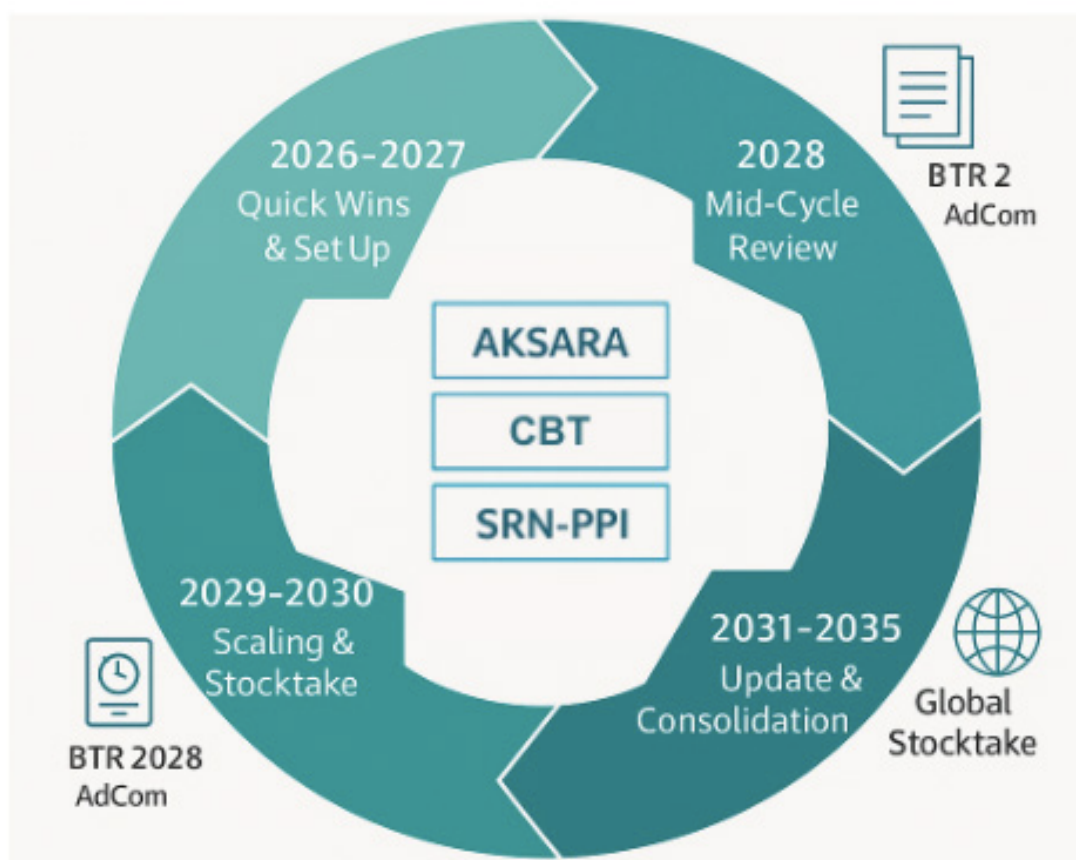 2026–2027
Quick Wins
& Set Up
2028
Mid-Cycle
Review
BTR 2
AdCom
AKSARA
CBT
SRN-PPI
2029–2030
Scaling &
Stocktake
BTR 2028
AdCom
2031–2035
Update &
Consolidation
Global
Stocktake